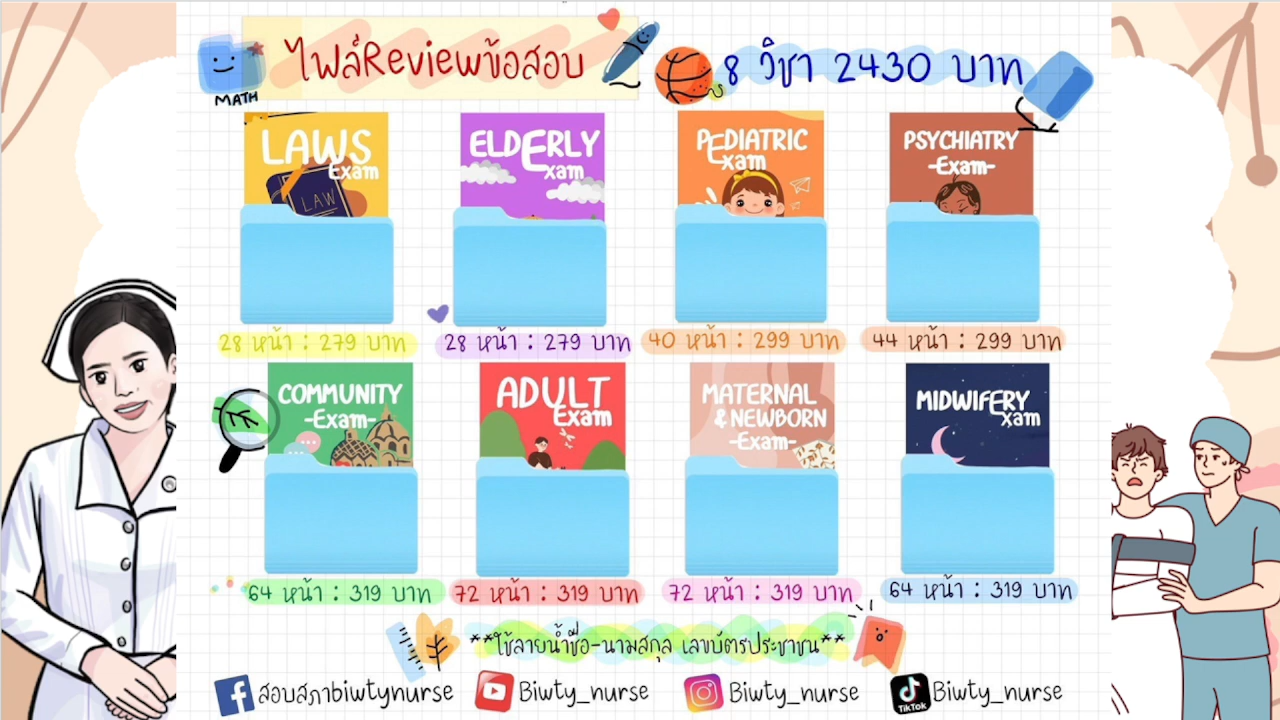 ไฟล์Reviewข้อสอบ
8 วิชา 2430 บาท
MATH
LAWS
Exam
LAW
ELDERLY
Exam
PEDIATRIC
Exam
PSYCHIATRY
-Exam-
28 หน้า : 279 บาท
28 หน้า : 279 บาท
40 หน้า : 299 บาท
44 หน้า : 299 บาท
COMMUNITY
-Exam-
ADULT
Exam
MATERNAL
& NEWBORN
-Exam-
MIDWIFERY
Exam
64 หน้า : 319 บาท
72 หน้า : 319 บาท
72 หน้า : 319 บาท
64 หน้า : 319 บาท
**ใช้ลายน้ำชื่อ-นามสกุล เลขบัตรประชาชน**
สอบสภาbiwtynurse
Biwty_nurse
Biwty_nurse
TikTok
Biwty_nurse